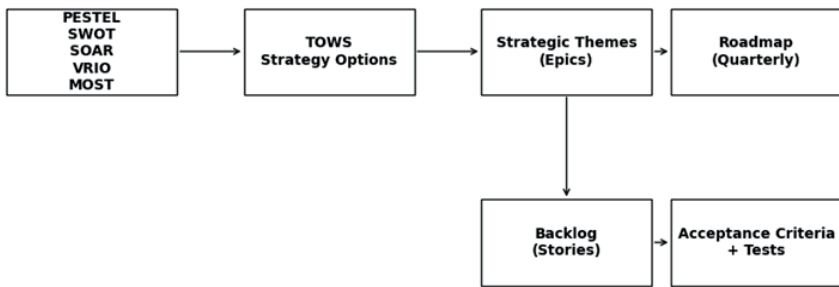 PESTEL
SWOT
SOAR
VRIO
MOST
TOWS
Strategy Options
Strategic Themes
(Epics)
Roadmap
(Quarterly)
Backlog
(Stories)
Acceptance Criteria
+ Tests